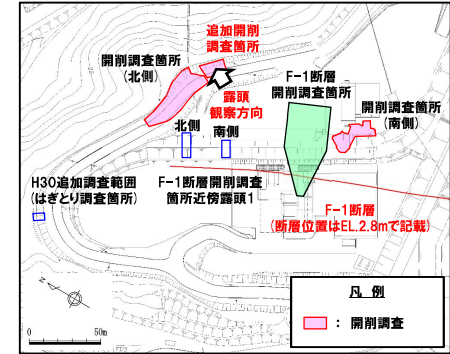 追加開削
調査箇所
開削調査箇所
(北側)
F-1断層
開削調査箇所
露頭
観察方向
開削調査箇所
(南側)
北側
南側
H30追加調査範囲
(はぎとり調査箇所)
F-1断層開削調査
箇所近傍露頭1
F-1断層
(断層位置はEL.2.8mで記載)
N
0 50m
凡 例
: 開削調査